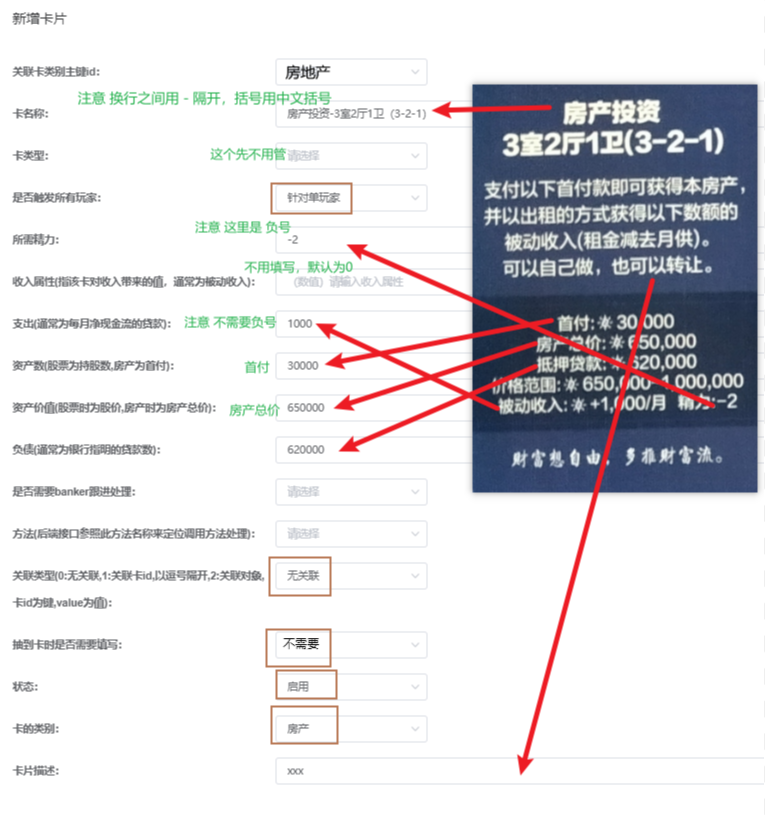 新增卡片
关联卡类别主键id:
房地产
注意 换行之间用 - 隔开，括号用中文括号
卡名称:
房产投资-3室2厅1卫（3-2-1)
卡类型:
这个先不用管
请选择
是否触发所有玩家:
针对单玩家
注意 这里是 负号
所需精力:
-2
不用填写，默认为0
收入属性(指该卡对收入带来的值，通常为被动收入):
(数值) 请输入收入属性
支出(通常为每月净现金流的贷款):
注意 不需要负号
1000
资产数(股票为持股数,房产为首付):
首付
30000
资产价值(股票时为股价,房产时为房产总价):
房产总价
650000
负债(通常为银行指明的贷款数):
620000
是否需要banker跟进处理:
请选择
方法(后端接口参照此方法名称来定位调用方法处理):
请选择
关联类型(0:无关联,1:关联卡id,以逗号隔开,2:关联对象,
卡id为键,value为值):
无关联
抽到卡时是否需要填写:
不需要
状态:
启用
卡的类别:
房产
卡片描述:
xxx
房产投资
3室2厅1卫(3-2-1)
支付以下首付款即可获得本房产，
并以出租的方式获得以下数额的
被动收入(租金减去月供)。
可以自己做，也可以转让。
首付:☀30,000
房产总价:☀650,000
抵押贷款:☀620,000
价格范围:☀650,000-1,000,000
被动收入:☀+1,000/月 精力:-2
财富想自由，多推财富流。